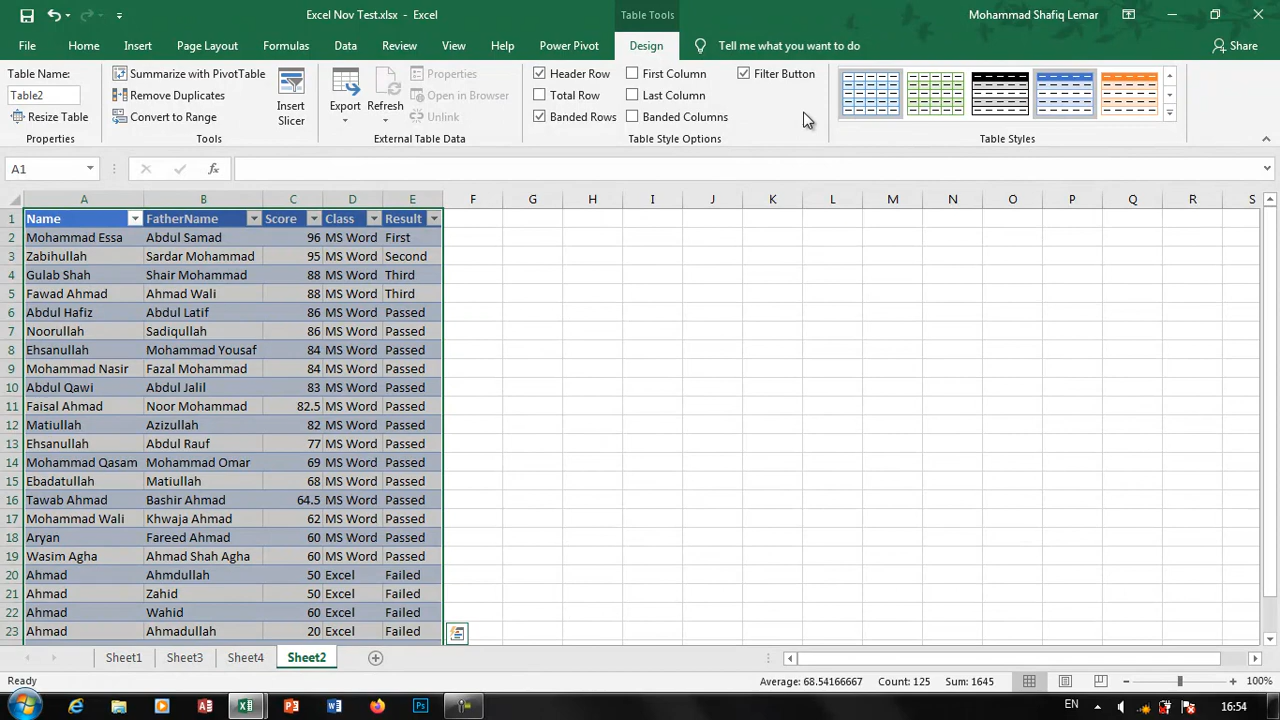 Excel Nov Test.xlsx - Excel
Table Tools
Mohammad Shafiq Lemar
File Home Insert Page Layout Formulas Data Review View Help Power Pivot Design Tell me what you want to do Share
Table Name:
Table2
Resize Table
Properties
Summarize with PivotTable
Remove Duplicates
Convert to Range
Insert Slicer
Tools
Export Refresh
Properties
Open in Browser
Unlink
External Table Data
Header Row First Column Filter Button
Total Row Last Column
Banded Rows Banded Columns
Table Style Options
Table Styles
A1 fx
A B C D E F G H I J K L M N O P Q R S
1 Name FatherName Score Class Result
2 Mohammad Essa Abdul Samad 96 MS Word First
3 Zabihullah Sardar Mohammad 95 MS Word Second
4 Gulab Shah Shair Mohammad 88 MS Word Third
5 Fawad Ahmad Ahmad Wali 88 MS Word Third
6 Abdul Hafiz Abdul Latif 86 MS Word Passed
7 Noorullah Sadiqullah 86 MS Word Passed
8 Ehsanullah Mohammad Yousaf 84 MS Word Passed
9 Mohammad Nasir Fazal Mohammad 84 MS Word Passed
10 Abdul Qawi Abdul Jalil 83 MS Word Passed
11 Faisal Ahmad Noor Mohammad 82.5 MS Word Passed
12 Matiullah Azizullah 82 MS Word Passed
13 Ehsanullah Abdul Rauf 77 MS Word Passed
14 Mohammad Qasam Mohammad Omar 69 MS Word Passed
15 Ebadatullah Matiullah 68 MS Word Passed
16 Tawab Ahmad Bashir Ahmad 64.5 MS Word Passed
17 Mohammad Wali Khwaja Ahmad 62 MS Word Passed
18 Aryan Fareed Ahmad 60 MS Word Passed
19 Wasim Agha Ahmad Shah Agha 60 MS Word Passed
20 Ahmad Ahmdullah 50 Excel Failed
21 Ahmad Zahid 50 Excel Failed
22 Ahmad Wahid 60 Excel Failed
23 Ahmad Ahmadullah 20 Excel Failed
Sheet1 Sheet3 Sheet4 Sheet2
Ready Average: 68.54166667 Count: 125 Sum: 1645 100%
EN 16:54